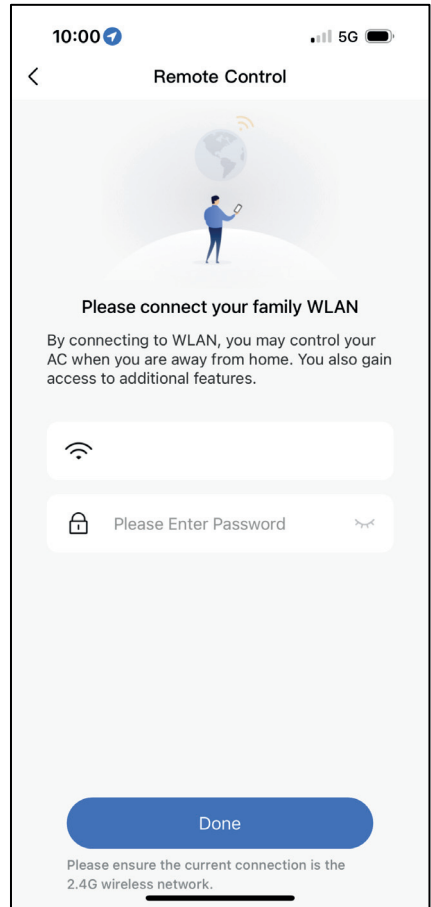 10:00 5G
Remote Control
Please connect your family WLAN
By connecting to WLAN, you may control your
AC when you are away from home. You also gain
access to additional features.
Please Enter Password
Done
Please ensure the current connection is the
2.4G wireless network.